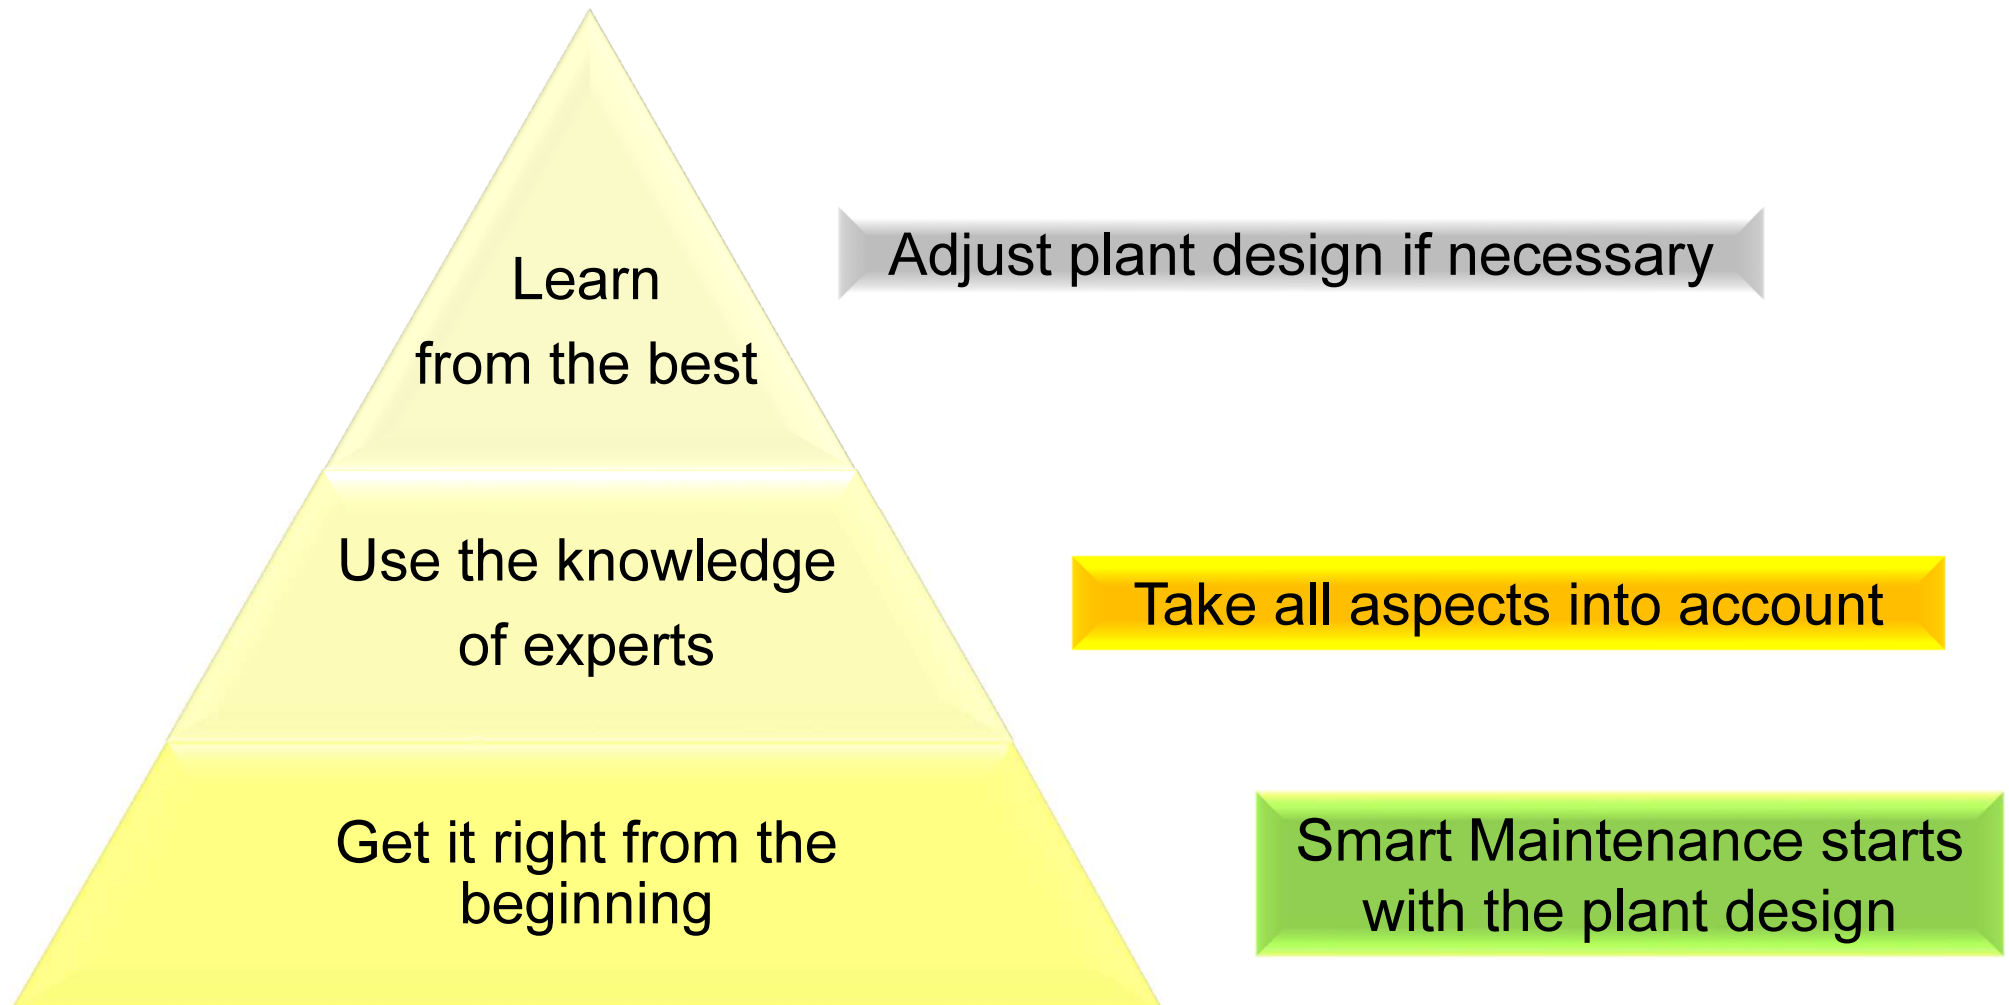 Learn
from the best
Adjust plant design if necessary
Use the knowledge
of experts
Take all aspects into account
Get it right from the
beginning
Smart Maintenance starts
with the plant design